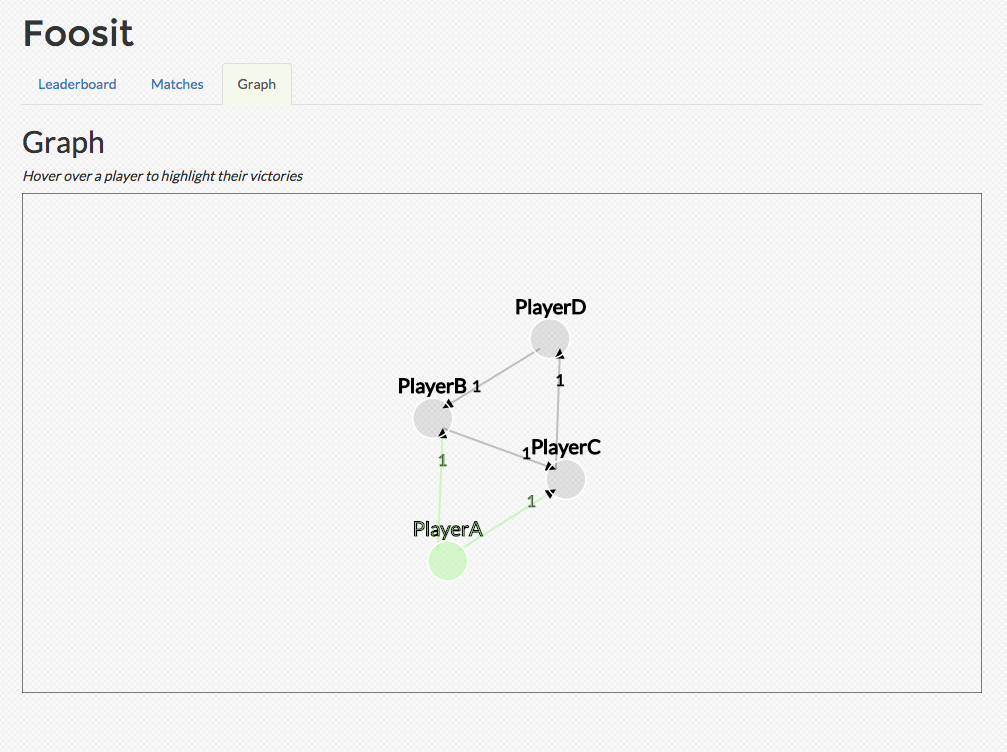 Foosit
Leaderboard Matches Graph
Graph
Hover over a player to highlight their victories
PlayerD
1
PlayerB 1
1 PlayerC
1
1
PlayerA